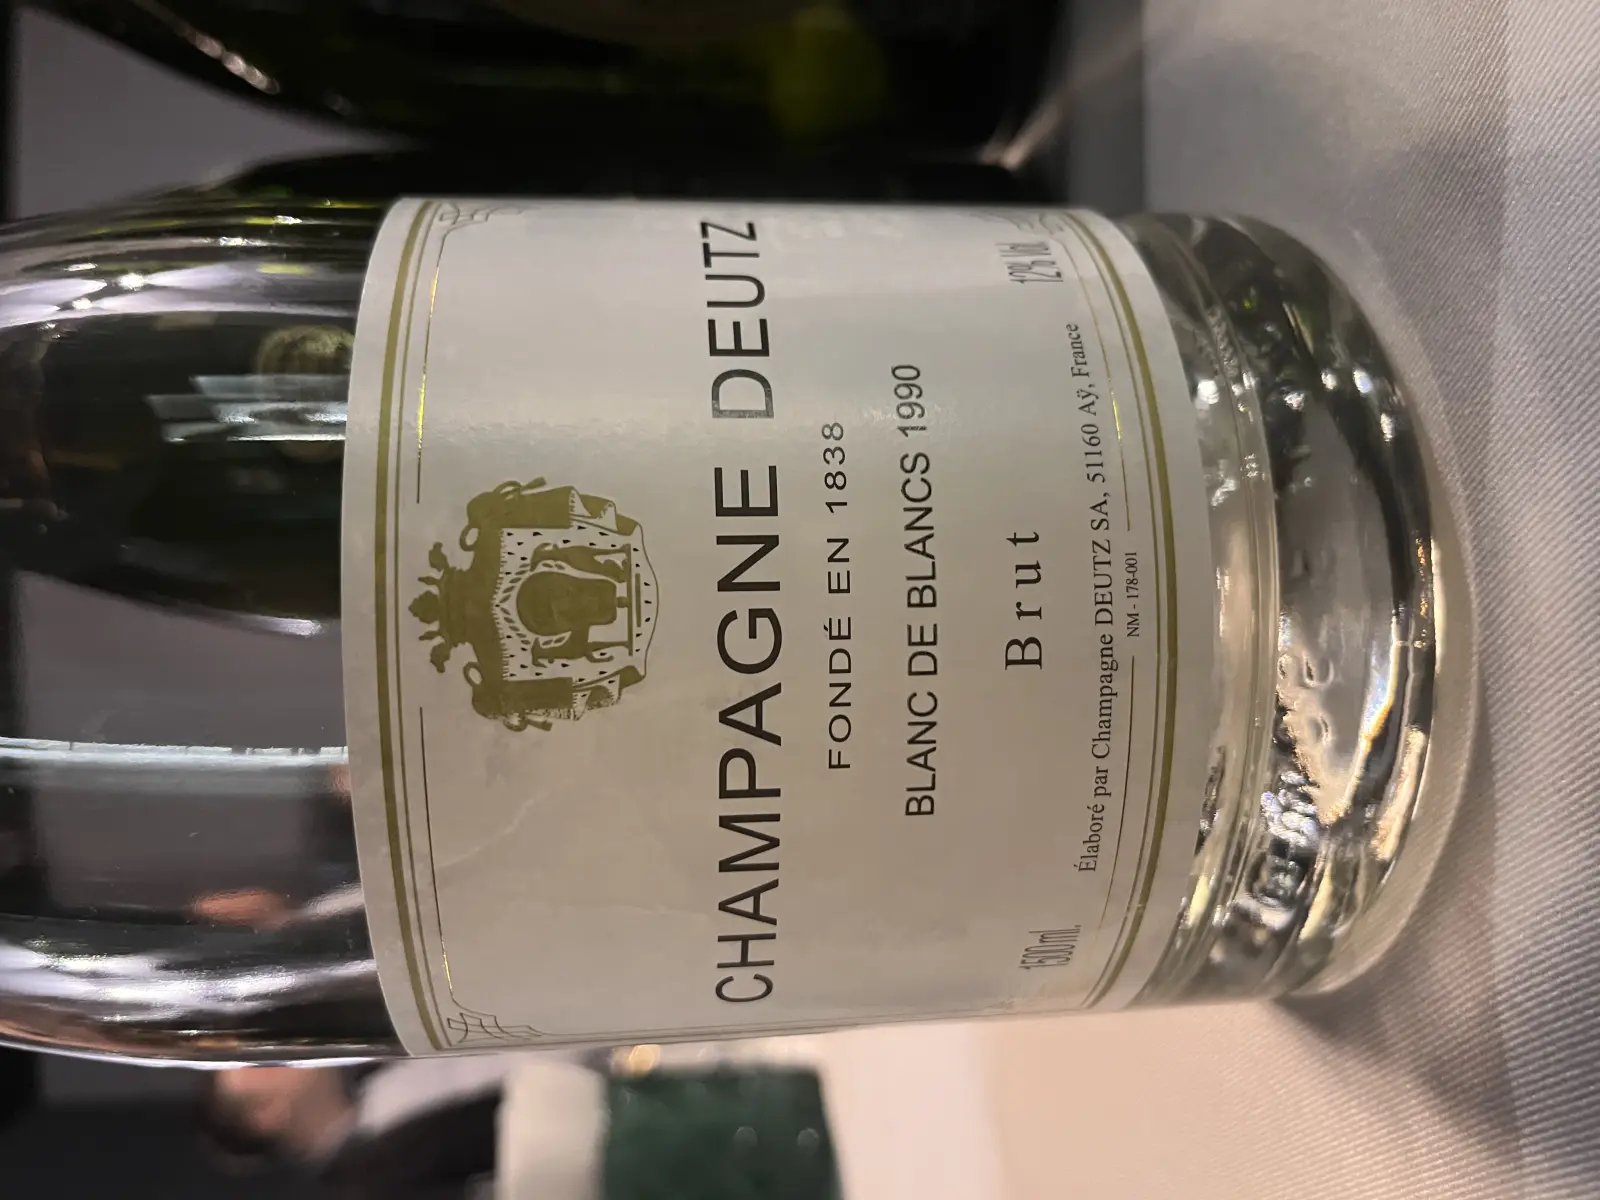 CHAMPAGNE DEUTZ
FONDÉ EN 1838
BLANC DE BLANCS 1990
Brut
1500 ml. 12% Vol.
Élaboré par Champagne DEUTZ SA, 51160 Aÿ, France
NM - 178-001